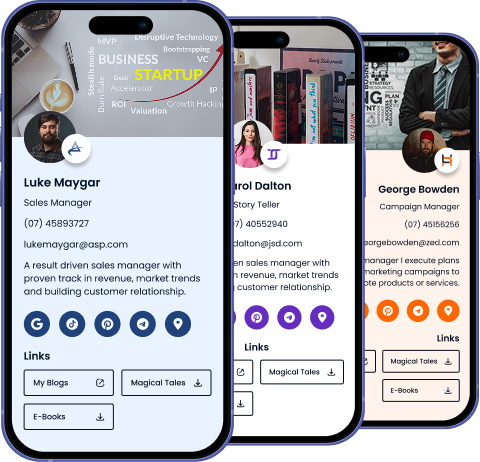 Disruptive Technology
MVP
Bootstrapping
BUSINESS
VC
Stealth mode
Deck
STARTUP
Burn Rate
Accelerator
IP
ROI
Growth Hackin
Valuation
Luke Maygar
Sales Manager
(07) 45893727
lukemaygar@asp.com
A result driven sales manager with
proven track in revenue, market trends
and building customer relationship.
Links
My Blogs
Magical Tales
E-Books
arol Dalton
Story Teller
7) 40552940
dalton@jsd.com
en sales manager with
n revenue, market trends
customer relationship.
Links
Magical Tales
George Bowden
Campaign Manager
(07) 45156256
eorgebowden@zed.com
manager I execute plans
marketing campaigns to
ote products or services.
Links
Magical Tales
E-Books